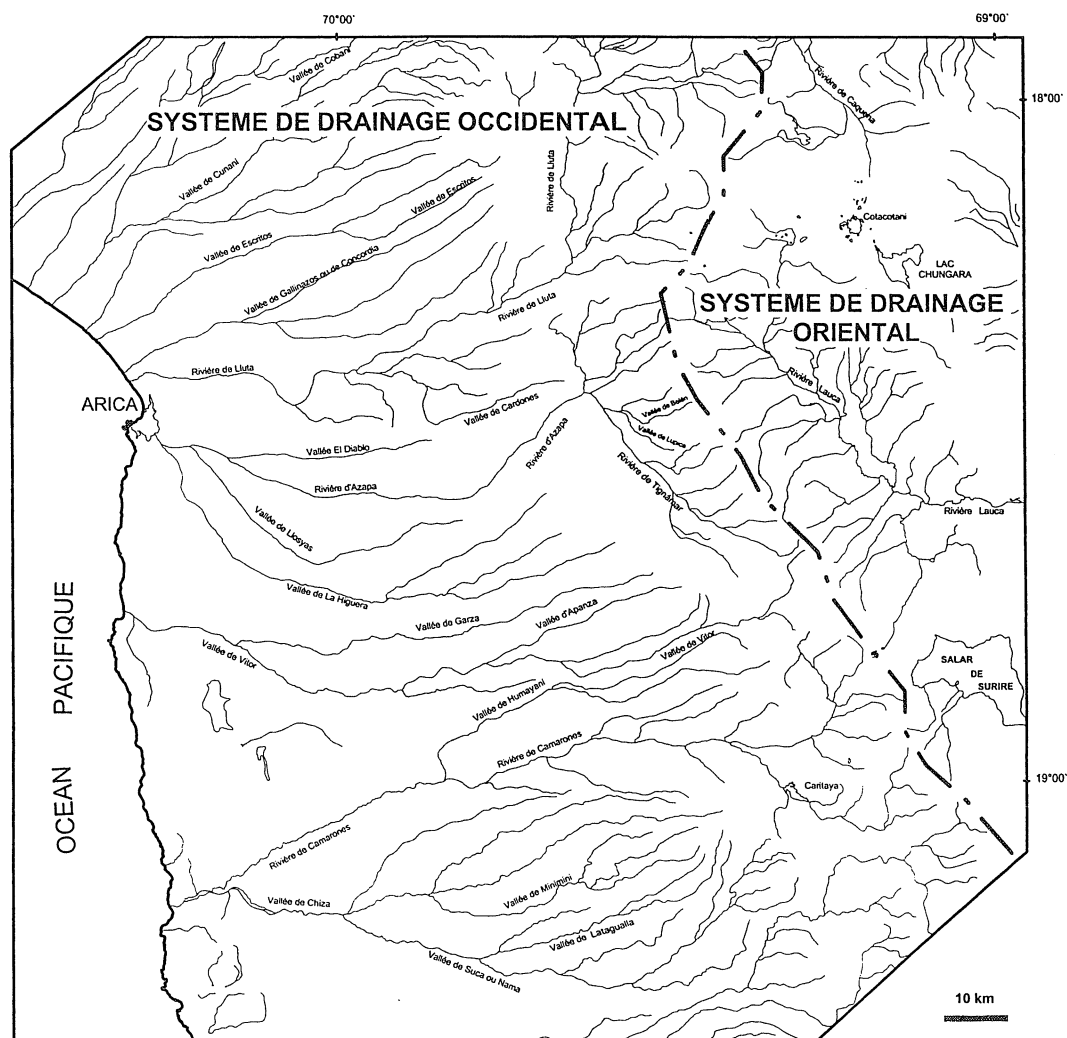 70°00'
69°00'
Vallée de Cobani
Rivière de Caquena
18°00'
SYSTEME DE DRAINAGE OCCIDENTAL
Vallée de Cunani
Vallée de Escritos
Rivière de Lluta
Vallée de Escritos
Cotacotani
Vallée de Gallinazos ou de Concordia
LAC
CHUNGARA
Rivière de Lluta
SYSTEME DE DRAINAGE
ORIENTAL
Rivière de Lluta
Rivière Lauca
ARICA
Vallée de Cardones
Vallée de Belén
Vallée de Lupica
Vallée El Diablo
Rivière d'Azapa
Rivière d'Azapa
Rivière de Tignámar
Rivière Lauca
Vallée de Llosyas
Vallée de La Higuera
Vallée de Garza
Vallée d'Apanza
Vallée de Vitor
Vallée de Vitor
SALAR
DE
SURIRE
Vallée de Humayani
OCEAN PACIFIQUE
Rivière de Camarones
19°00'
Caritaya
Rivière de Camarones
Vallée de Minimini
Vallée de Chiza
Vallée de Latagualla
Vallée de Suca ou Nama
10 km